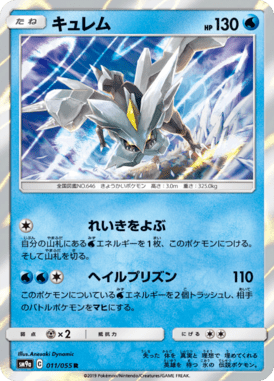 たね キュレム HP 130
全国図鑑NO.646 きょうかいポケモン 高さ:3.0m 重さ:325.0kg
れいきをよぶ
自分の山札にある エネルギーを1枚、このポケモンにつける。
そして山札を切る。
ヘイルプリズン 110
このポケモンについている エネルギーを2個トラッシュし、相手
のバトルポケモンをマヒにする。
弱点 ×2 抵抗力 にげる
Illus. Anesaki Dynamic
sm9a C 011/055 R
©2019 Pokémon/Nintendo/Creatures/GAME FREAK.